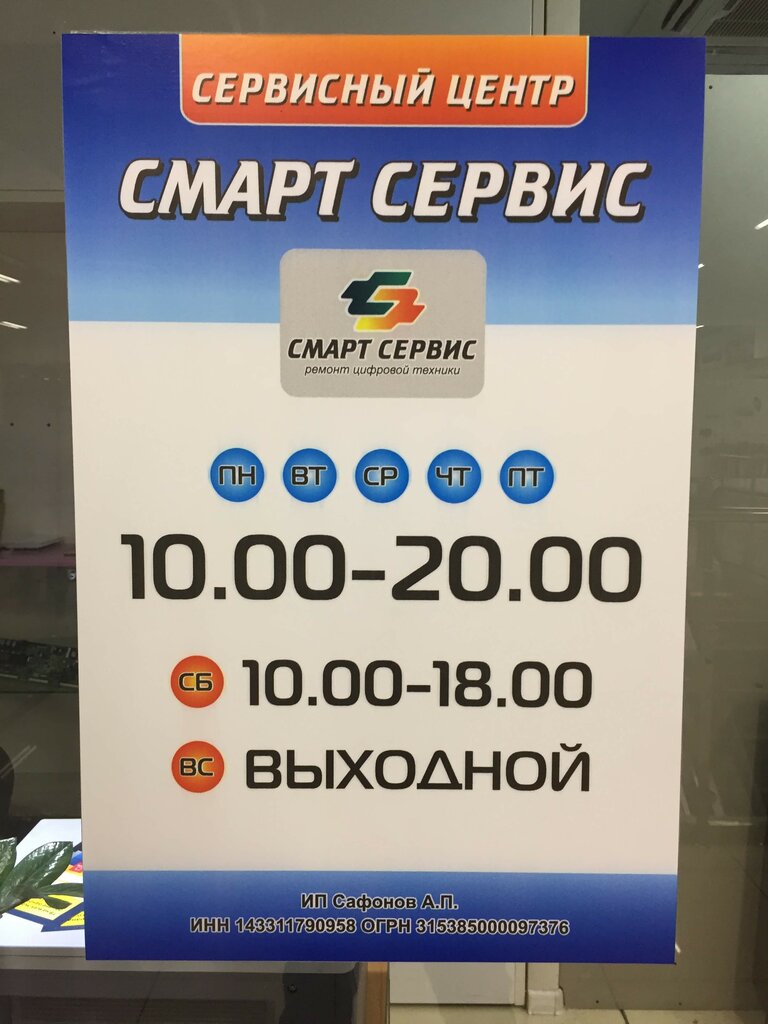 СЕРВИСНЫЙ ЦЕНТР
СМАРТ СЕРВИС
СМАРТ СЕРВИС
ремонт цифровой техники
ПН ВТ СР ЧТ ПТ
10.00-20.00
СБ 10.00-18.00
ВС ВЫХОДНОЙ
ИП Сафонов А.П.
ИНН 143311790958 ОГРН 315385000097376